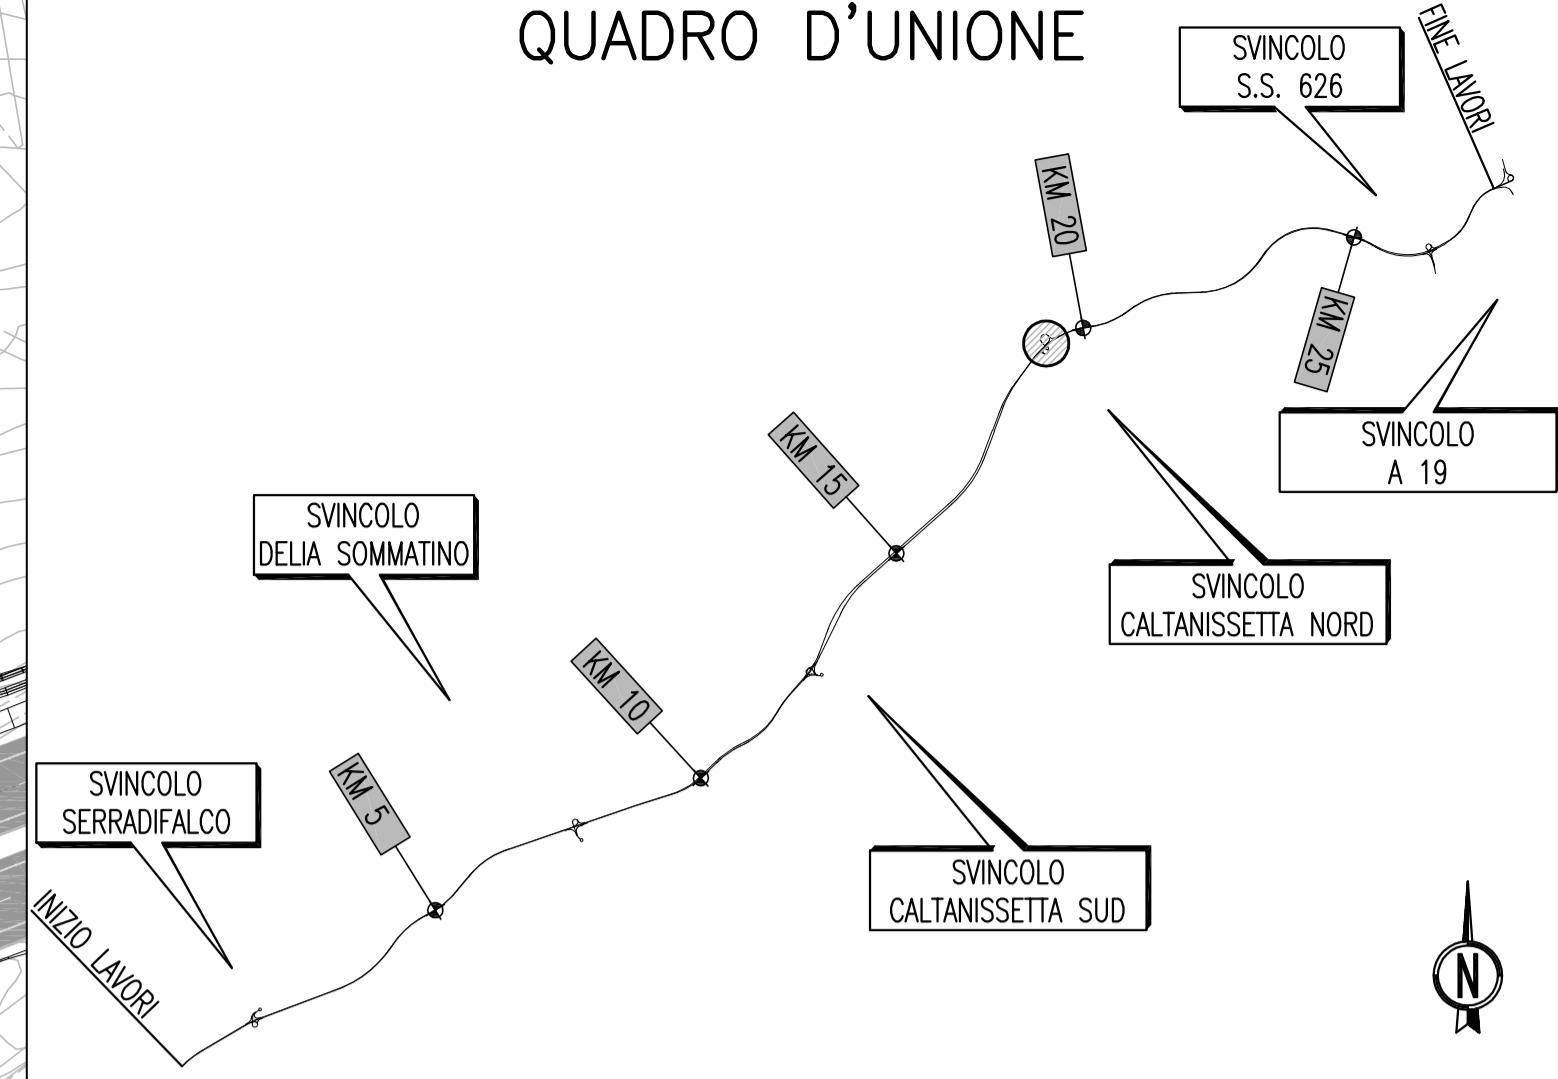 QUADRO D'UNIONE
SVINCOLO
S.S. 626
FINE LAVORI
KM 20
KM 25
SVINCOLO
A 19
KM 15
SVINCOLO
DELIA SOMMATINO
SVINCOLO
CALTANISSETTA NORD
KM 10
KM 5
SVINCOLO
SERRADIFALCO
SVINCOLO
CALTANISSETTA SUD
INIZIO LAVORI
N